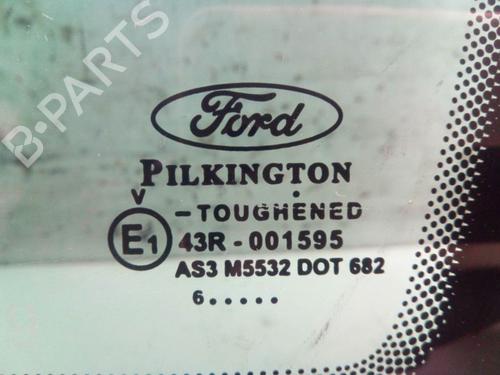 B-PARTS
Ford
PILKINGTON
V
-TOUGHENED
E1 43R-001595
AS3 M5532 DOT 682
6.....